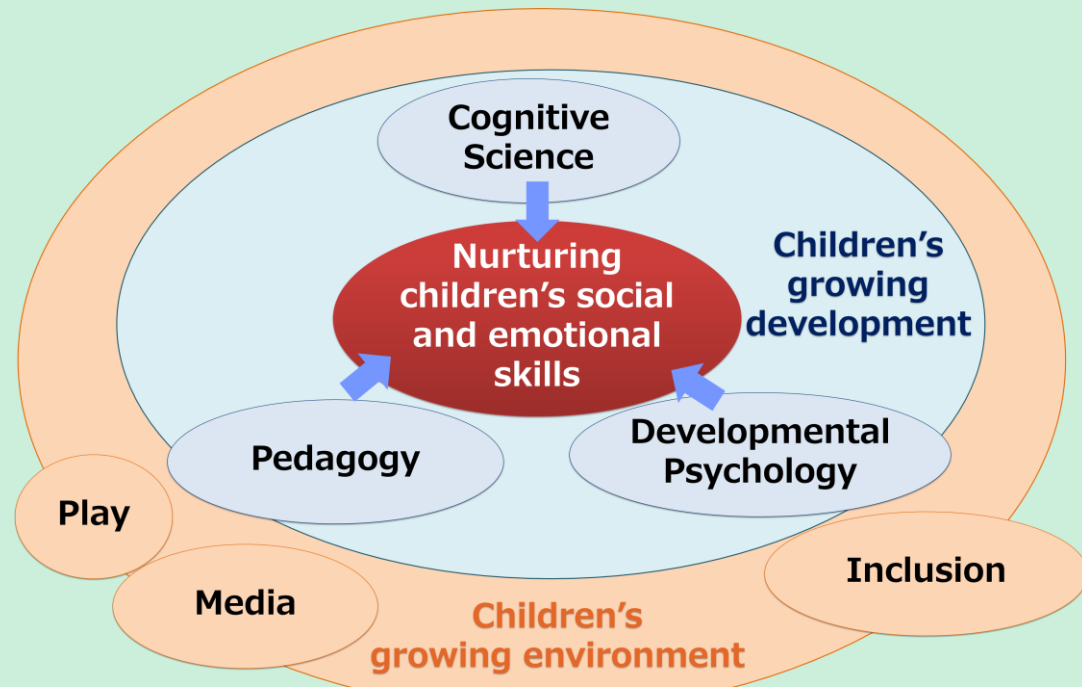 Cognitive
Science
Nurturing
children’s social
and emotional
skills
Children’s
growing
development
Pedagogy
Developmental
Psychology
Play
Media
Inclusion
Children’s
growing environment